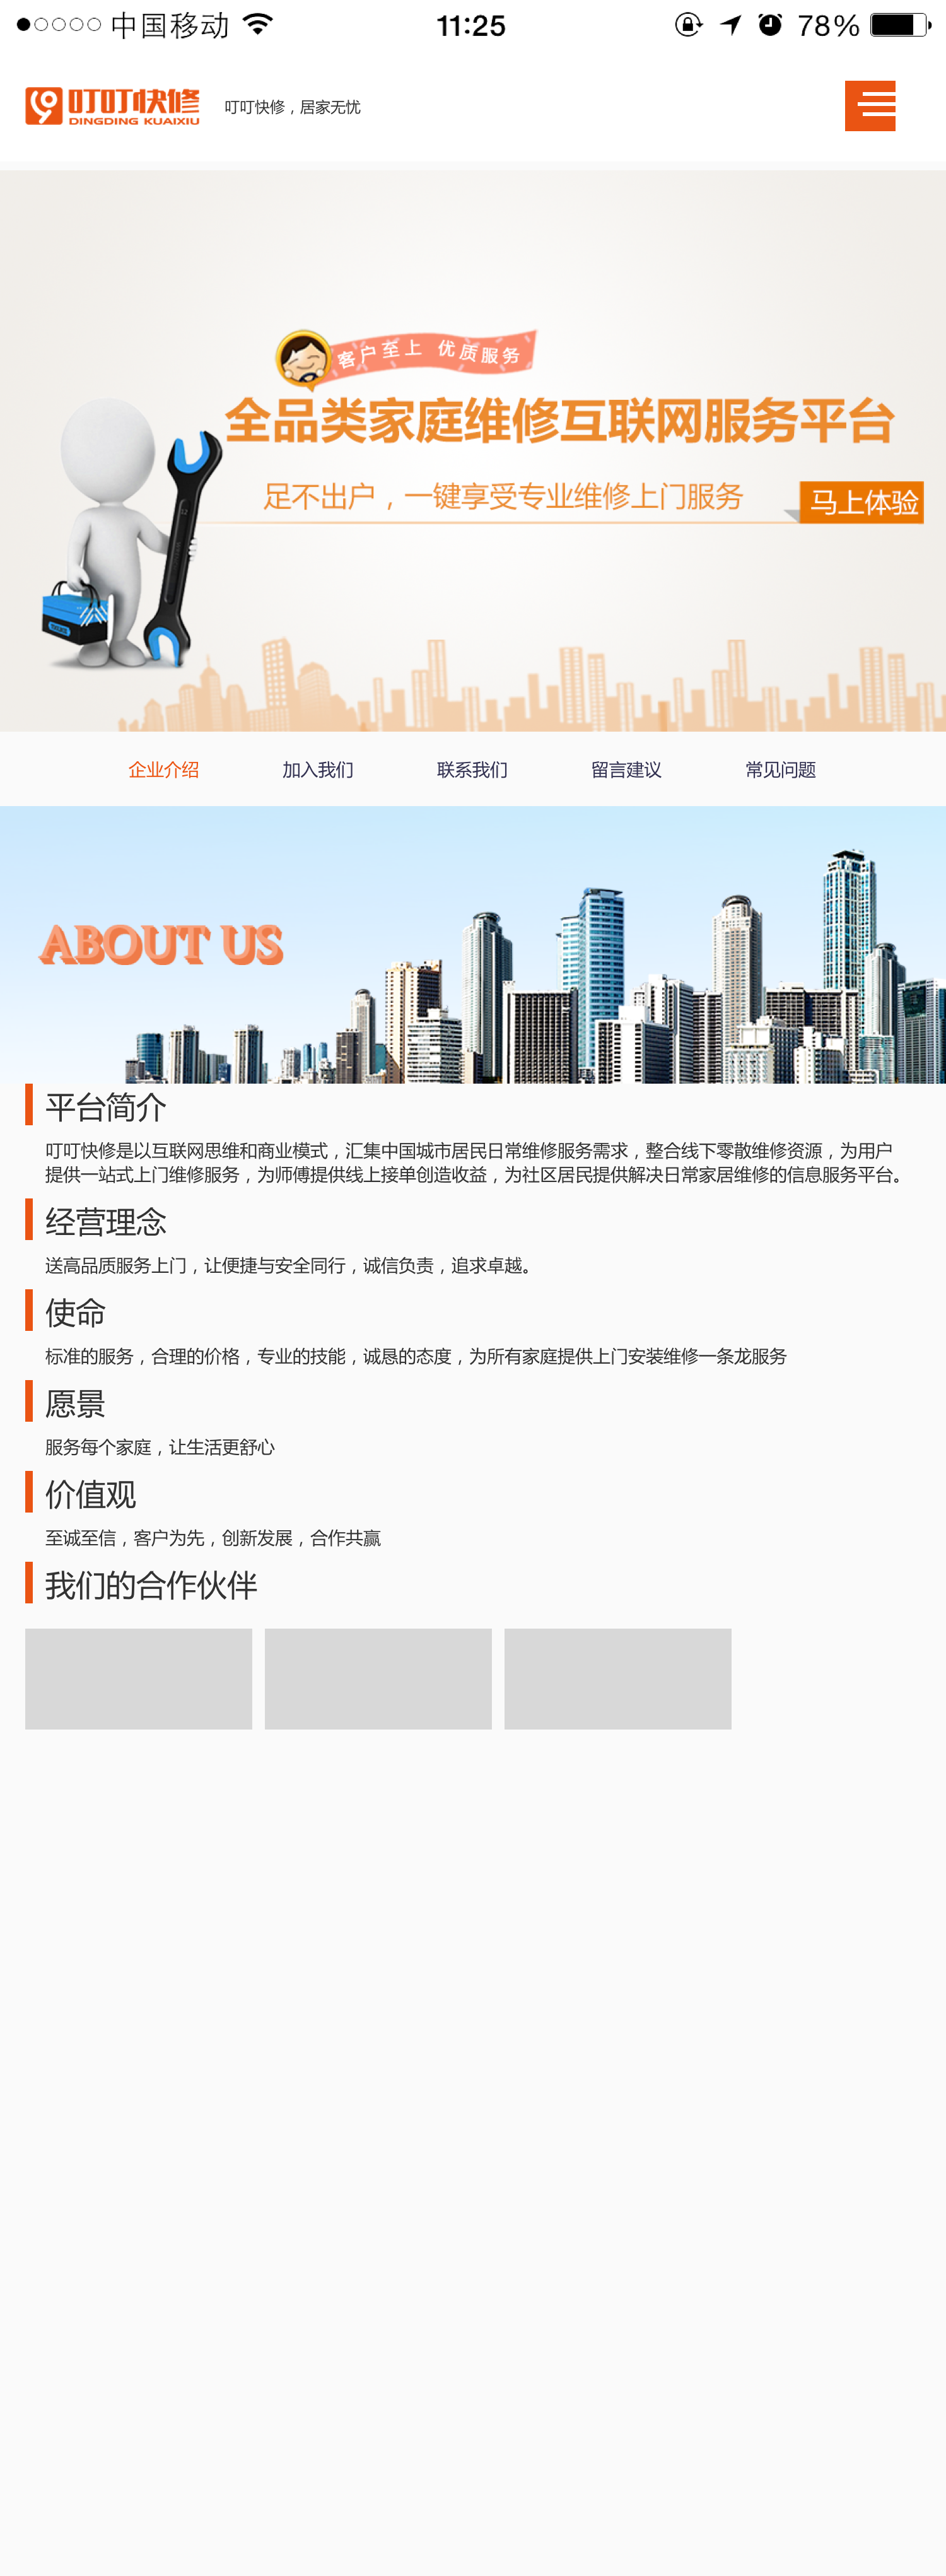 中国移动
11:25
78%
叮叮快修
DINGDING KUAIXIU
叮叮快修，居家无忧
客户至上 优质服务
全品类家庭维修互联网服务平台
足不出户，一键享受专业维修上门服务
马上体验
企业介绍
加入我们
联系我们
留言建议
常见问题
ABOUT US
平台简介
叮叮快修是以互联网思维和商业模式，汇集中国城市居民日常维修服务需求，整合线下零散维修资源，为用户
提供一站式上门维修服务，为师傅提供线上接单创造收益，为社区居民提供解决日常家居维修的信息服务平台。
经营理念
送高品质服务上门，让便捷与安全同行，诚信负责，追求卓越。
使命
标准的服务，合理的价格，专业的技能，诚恳的态度，为所有家庭提供上门安装维修一条龙服务
愿景
服务每个家庭，让生活更舒心
价值观
至诚至信，客户为先，创新发展，合作共赢
我们的合作伙伴